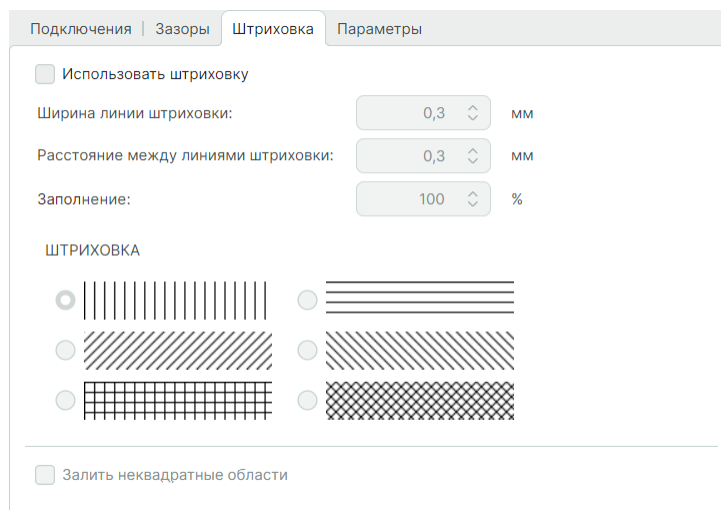 Подключения | Зазоры Штриховка Параметры
Использовать штриховку
Ширина линии штриховки: 0,3 мм
Расстояние между линиями штриховки: 0,3 мм
Заполнение: 100 %
ШТРИХОВКА
Залить неквадратные области